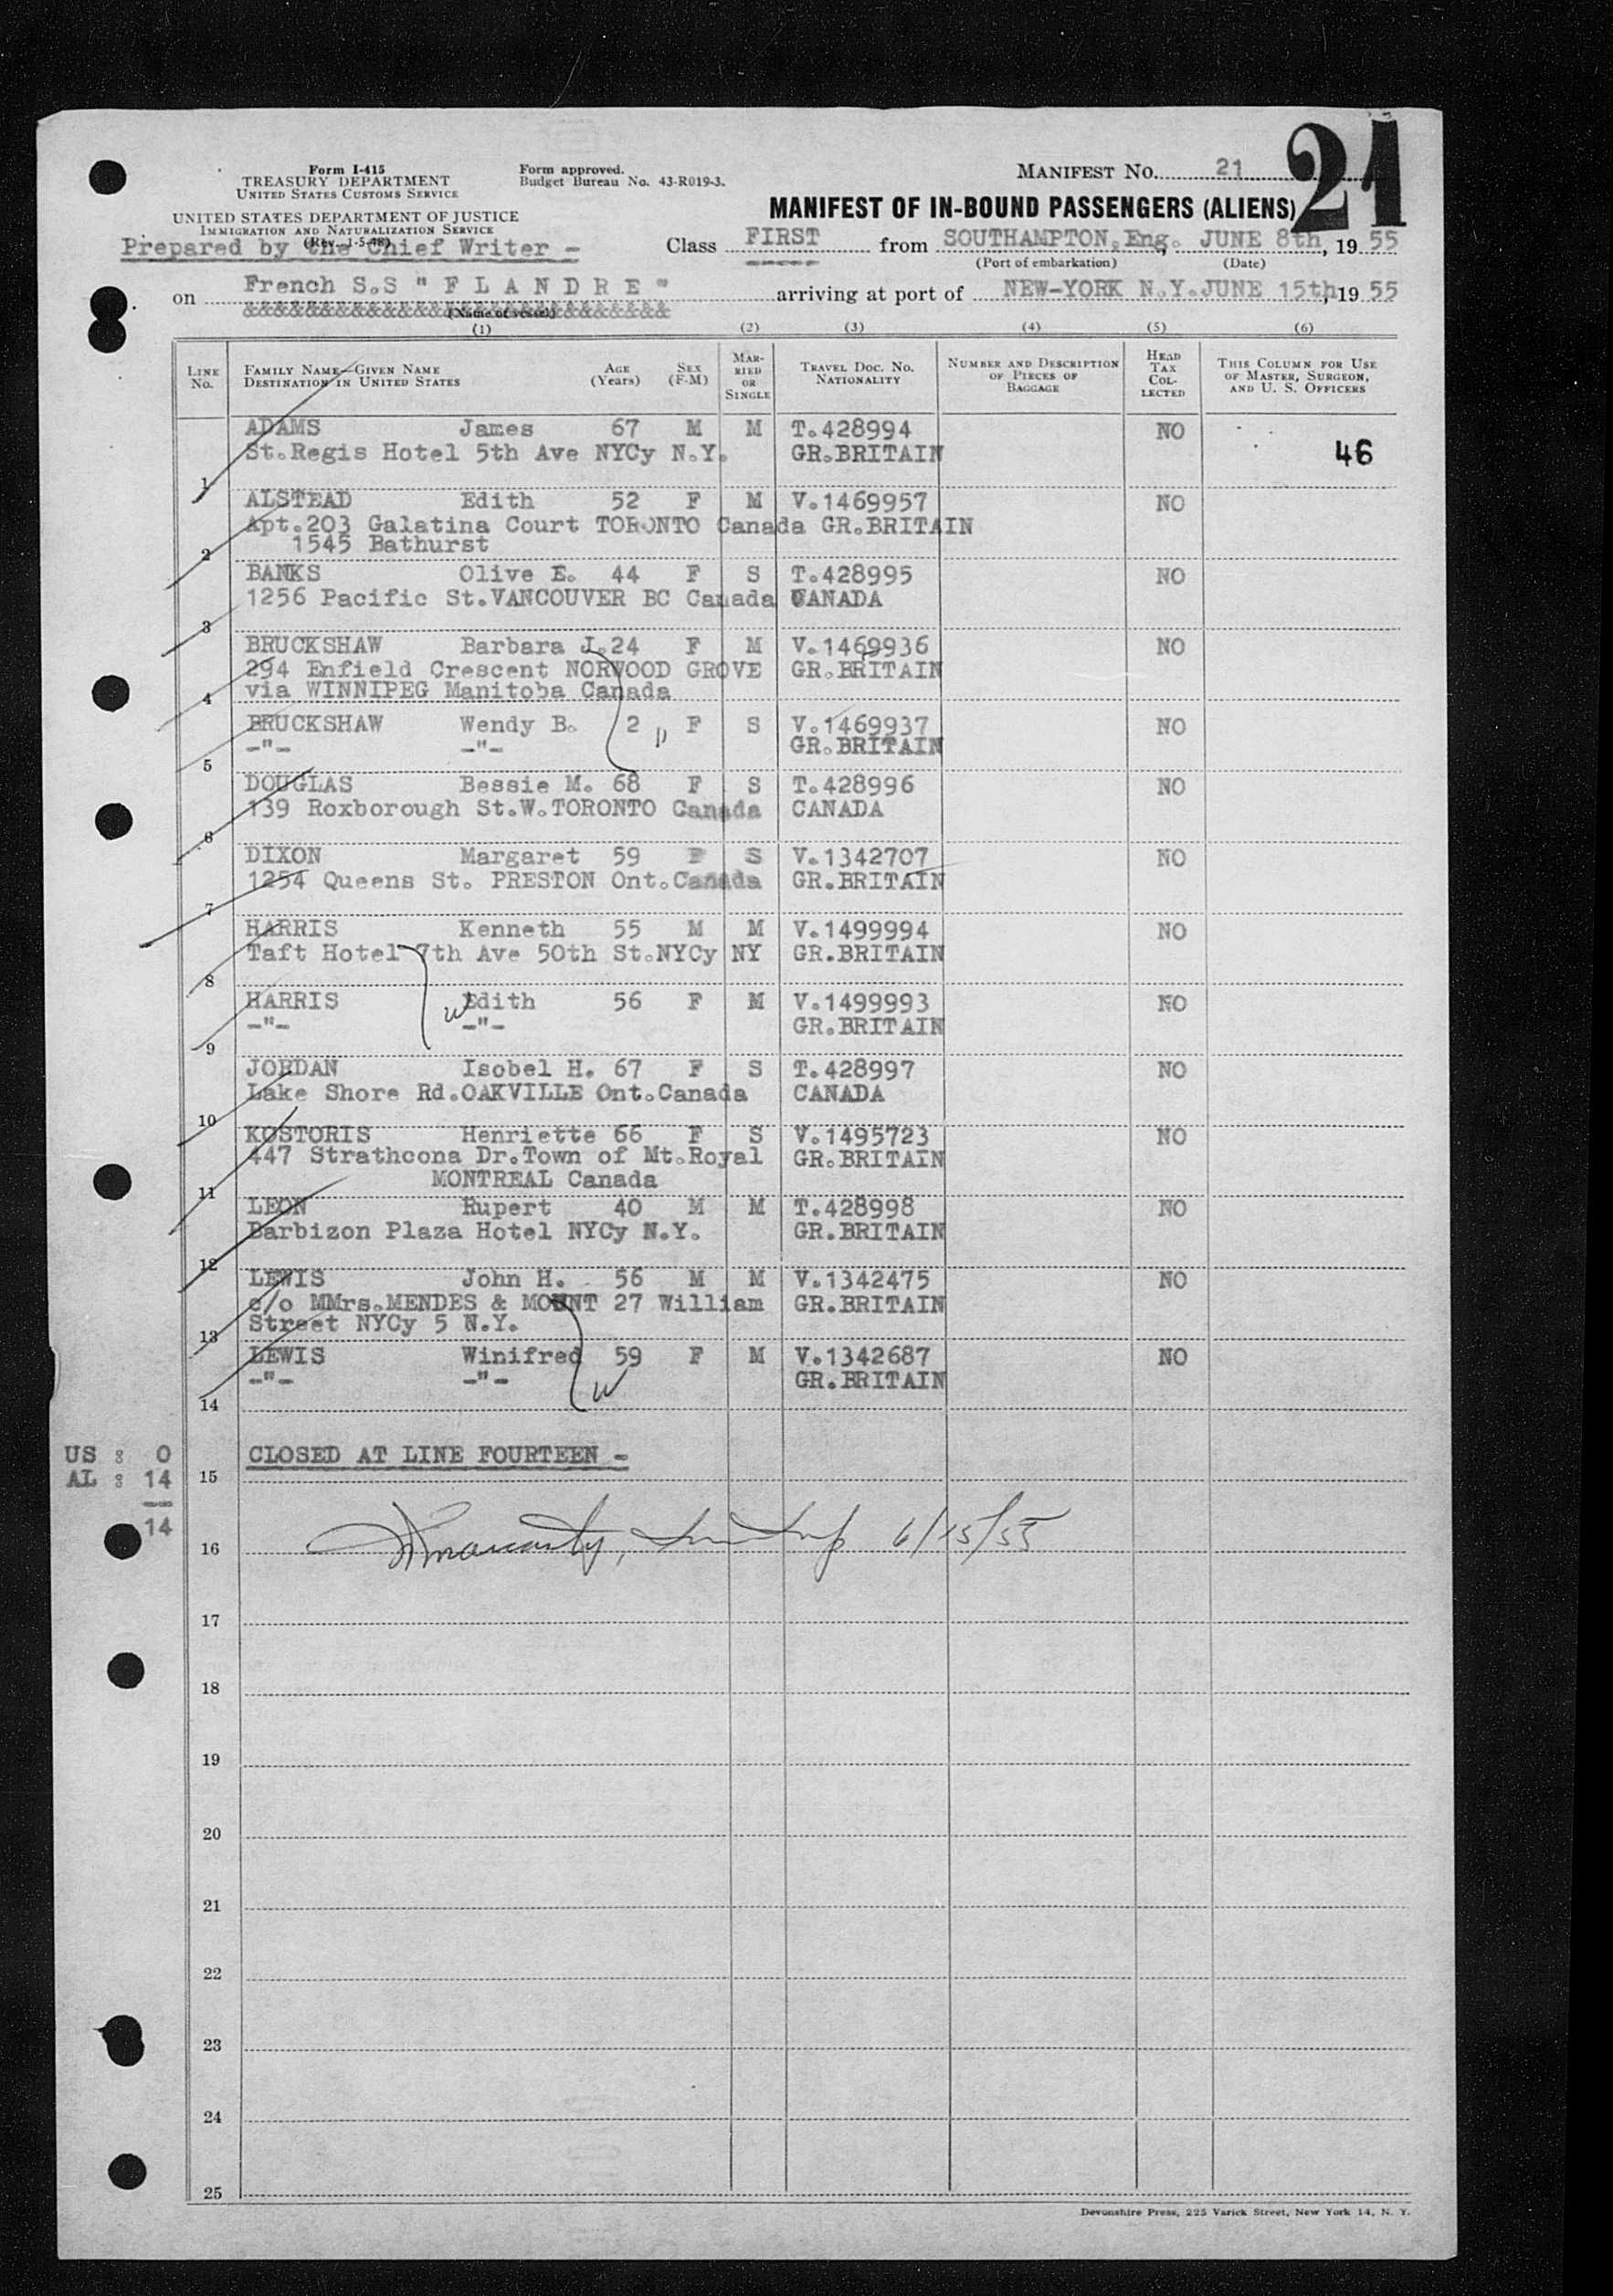 21
Form I-415
TREASURY DEPARTMENT
UNITED STATES CUSTOMS SERVICE
Form approved.
Budget Bureau No. 43-R019-3.
MANIFEST NO. 21
UNITED STATES DEPARTMENT OF JUSTICE
IMMIGRATION AND NATURALIZATION SERVICE
(Rev. 1-5-48)
MANIFEST OF IN-BOUND PASSENGERS (ALIENS)
Prepared by the Chief Writer -
Class FIRST from SOUTHAMPTON, Eng. JUNE 8th, 1955
(Port of embarkation) (Date)
on French S.S " F L A N D R E " arriving at port of NEW-YORK N.Y. JUNE 15th, 1955
(Name of vessel)
(1) (2) (3) (4) (5) (6)
LINE No. FAMILY NAME—GIVEN NAME DESTINATION IN UNITED STATES AGE (Years) SEX (F-M) MARRIED OR SINGLE TRAVEL DOC. NO. NATIONALITY NUMBER AND DESCRIPTION OF PIECES OF BAGGAGE HEAD TAX COLLECTED THIS COLUMN FOR USE OF MASTER, SURGEON, AND U. S. OFFICERS
ADAMS James 67 M M T.428994 NO
St.Regis Hotel 5th Ave NYCy N.Y. GR.BRITAIN 46
1
ALSTEAD Edith 52 F M V.1469957 NO
Apt.203 Galatina Court TORONTO Canada GR.BRITAIN
1545 Bathurst
2
BANKS Olive E. 44 F S T.428995 NO
1256 Pacific St.VANCOUVER BC Canada CANADA
3
BRUCKSHAW Barbara J.24 F M V.1469936 NO
294 Enfield Crescent NORWOOD GROVE GR.BRITAIN
via WINNIPEG Manitoba Canada
4
BRUCKSHAW Wendy B. 2 F S V.1469937 NO
-"- -"- GR.BRITAIN
5
DOUGLAS Bessie M. 68 F S T.428996 NO
139 Roxborough St.W.TORONTO Canada CANADA
6
DIXON Margaret 59 F S V.1342707 NO
1254 Queens St. PRESTON Ont.Canada GR.BRITAIN
7
HARRIS Kenneth 55 M M V.1499994 NO
Taft Hotel 7th Ave 50th St.NYCy NY GR.BRITAIN
8
HARRIS w Edith 56 F M V.1499993 NO
-"- -"- GR.BRITAIN
9
JORDAN Isobel H. 67 F S T.428997 NO
Lake Shore Rd.OAKVILLE Ont.Canada CANADA
10
KOSTORIS Henriette 66 F S V.1495723 NO
447 Strathcona Dr.Town of Mt.Royal GR.BRITAIN
MONTREAL Canada
11
LEON Rupert 40 M M T.428998 NO
Barbizon Plaza Hotel NYCy N.Y. GR.BRITAIN
12
LEWIS John H. 56 M M V.1342475 NO
c/o MMrs.MENDES & MOUNT 27 William GR.BRITAIN
Street NYCy 5 N.Y.
13
LEWIS Winifred 59 F M V.1342687 NO
-"- -"- w GR.BRITAIN
14
US : 0 CLOSED AT LINE FOURTEEN -
AL : 14 15
14
16 6/15/55
17
18
19
20
21
22
23
24
25
Devonshire Press, 225 Varick Street, New York 14, N. Y.